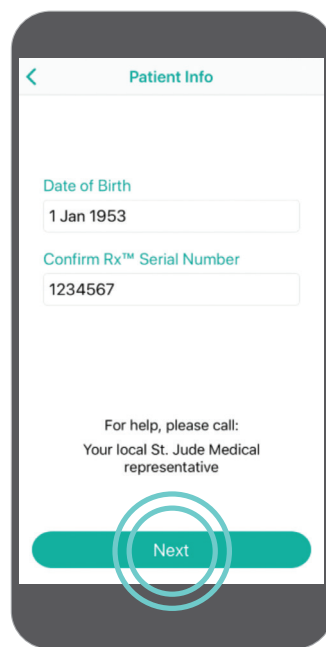 Patient Info
Date of Birth
1 Jan 1953
Confirm Rx™ Serial Number
1234567
For help, please call:
Your local St. Jude Medical
representative
Next